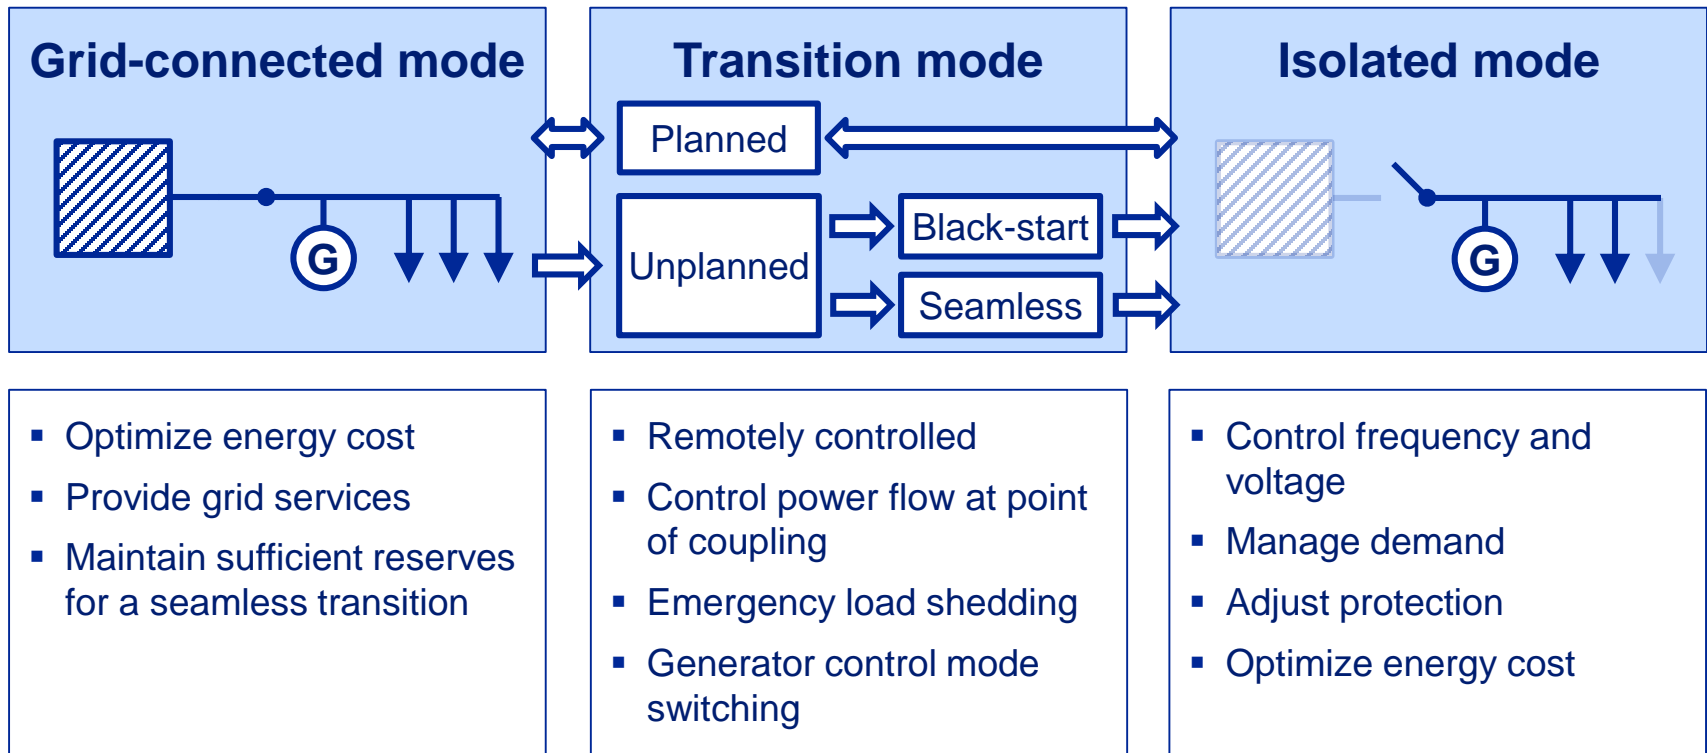 Grid-connected mode
G
Transition mode
Planned
Unplanned
Black-start
Seamless
Isolated mode
G
▪ Optimize energy cost
▪ Provide grid services
▪ Maintain sufficient reserves
for a seamless transition
▪ Remotely controlled
▪ Control power flow at point
of coupling
▪ Emergency load shedding
▪ Generator control mode
switching
▪ Control frequency and
voltage
▪ Manage demand
▪ Adjust protection
▪ Optimize energy cost